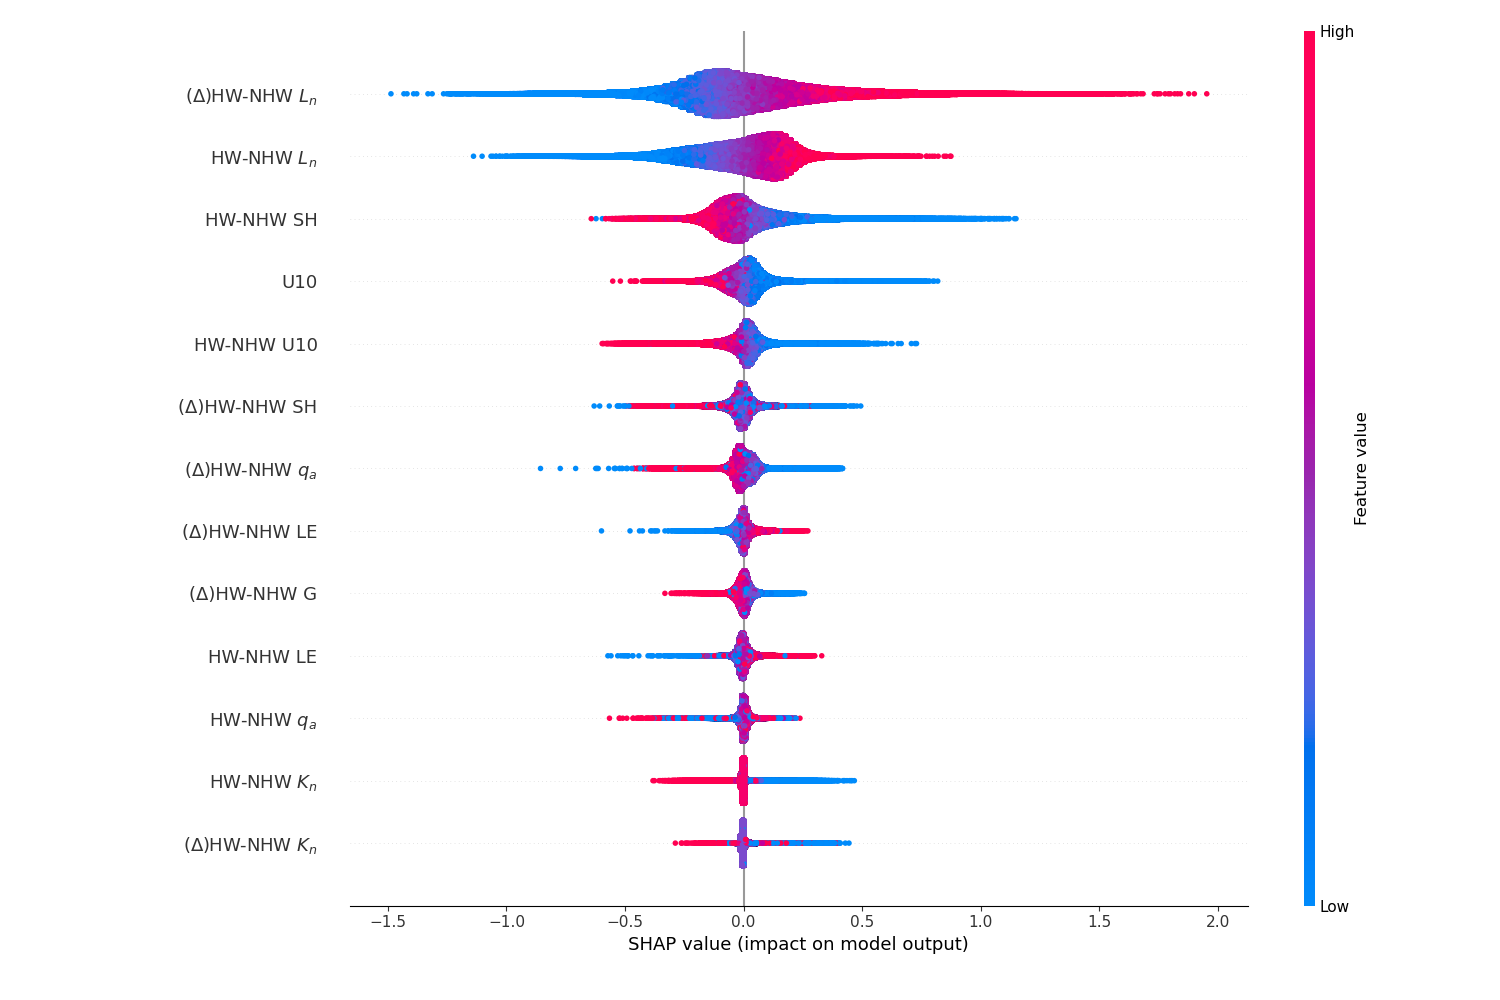 High
(Δ)HW-NHW Lₙ
HW-NHW Lₙ
HW-NHW SH
U10
HW-NHW U10
(Δ)HW-NHW SH
(Δ)HW-NHW qₐ
(Δ)HW-NHW LE
(Δ)HW-NHW G
HW-NHW LE
HW-NHW qₐ
HW-NHW Kₙ
(Δ)HW-NHW Kₙ
Feature value
Low
−1.5 −1.0 −0.5 0.0 0.5 1.0 1.5 2.0
SHAP value (impact on model output)